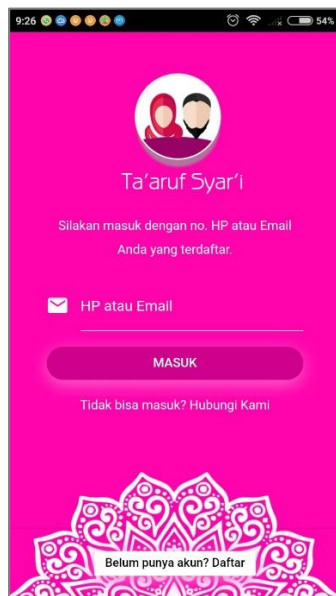 9:26
54%
Ta'aruf Syar'i
Silakan masuk dengan no. HP atau Email
Anda yang terdaftar.
HP atau Email
MASUK
Tidak bisa masuk? Hubungi Kami
Belum punya akun? Daftar